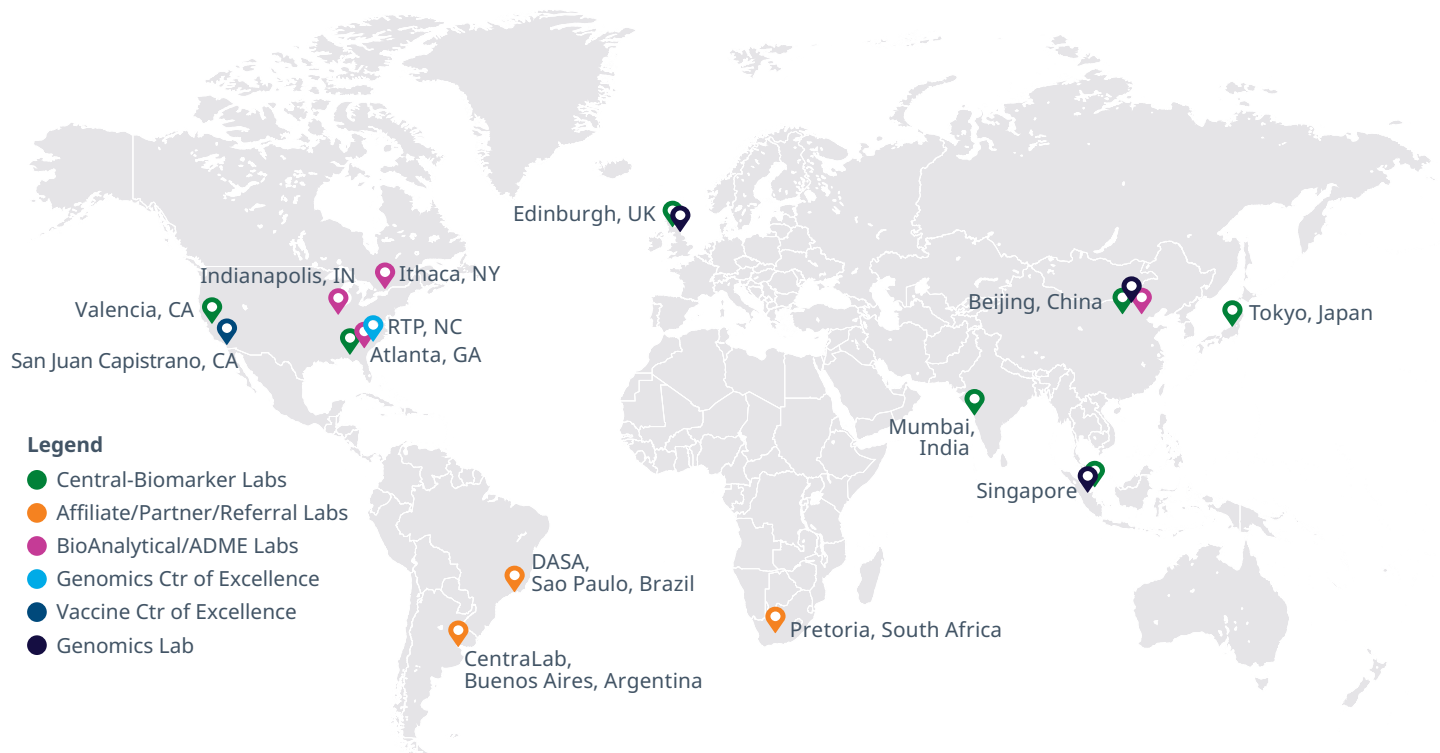 Edinburgh, UK
Indianapolis, IN
Ithaca, NY
Valencia, CA
Beijing, China
Tokyo, Japan
RTP, NC
Atlanta, GA
San Juan Capistrano, CA
Mumbai,
India
Singapore
Legend
Central-Biomarker Labs
Affiliate/Partner/Referral Labs
BioAnalytical/ADME Labs
Genomics Ctr of Excellence
Vaccine Ctr of Excellence
Genomics Lab
DASA,
Sao Paulo, Brazil
Pretoria, South Africa
CentraLab,
Buenos Aires, Argentina